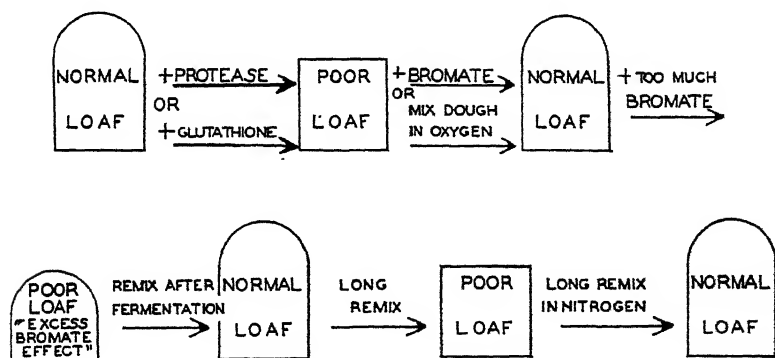 NORMAL
LOAF
+PROTEASE
OR
+GLUTATHIONE
POOR
LOAF
+BROMATE
OR
MIX DOUGH
IN OXYGEN
NORMAL
LOAF
+TOO MUCH
BROMATE
POOR
LOAF
"EXCESS
BROMATE
EFFECT"
REMIX AFTER
FERMENTATION
NORMAL
LOAF
LONG
REMIX
POOR
LOAF
LONG REMIX
IN NITROGEN
NORMAL
LOAF